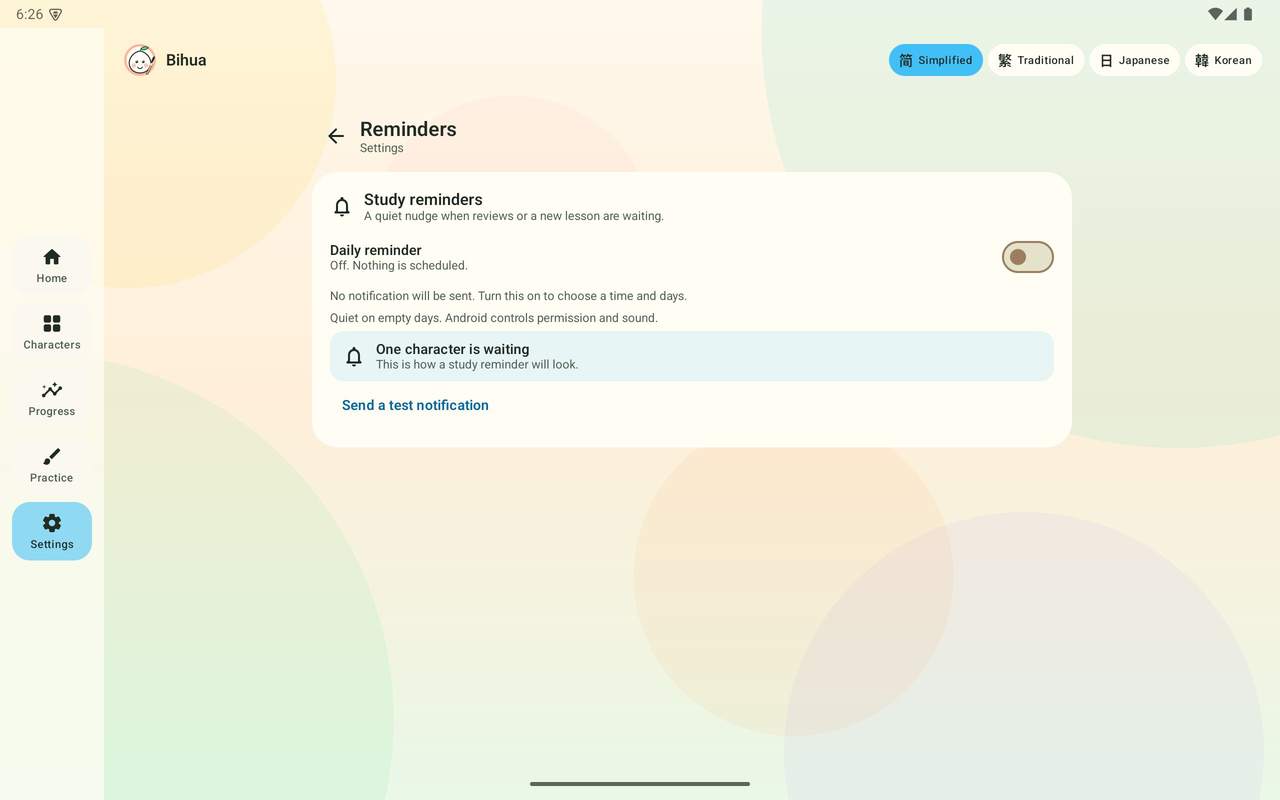 6:26
Bihua
简 Simplified
繁 Traditional
日 Japanese
韓 Korean
Reminders
Settings
Study reminders
A quiet nudge when reviews or a new lesson are waiting.
Daily reminder
Off. Nothing is scheduled.
No notification will be sent. Turn this on to choose a time and days.
Quiet on empty days. Android controls permission and sound.
One character is waiting
This is how a study reminder will look.
Send a test notification
Home
Characters
Progress
Practice
Settings